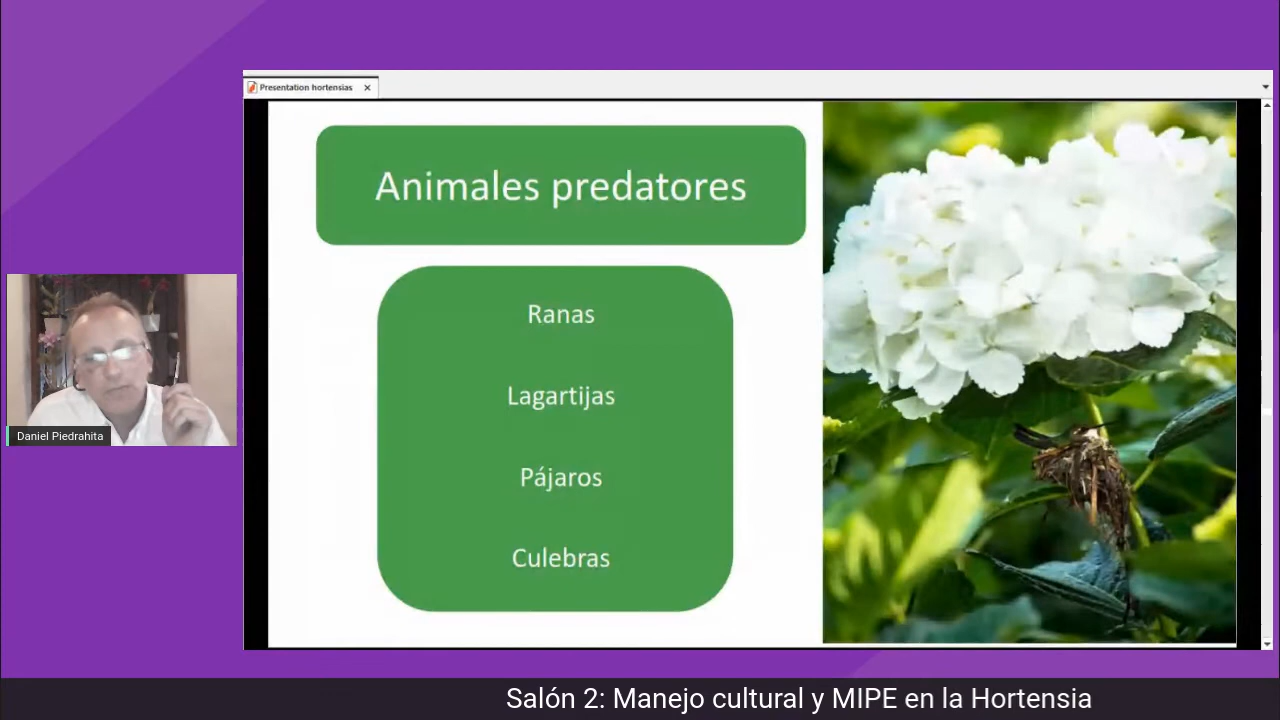 Presentation hortensias
Animales predatores
Ranas
Lagartijas
Pájaros
Culebras
Daniel Piedrahita
Salón 2: Manejo cultural y MIPE en la Hortensia